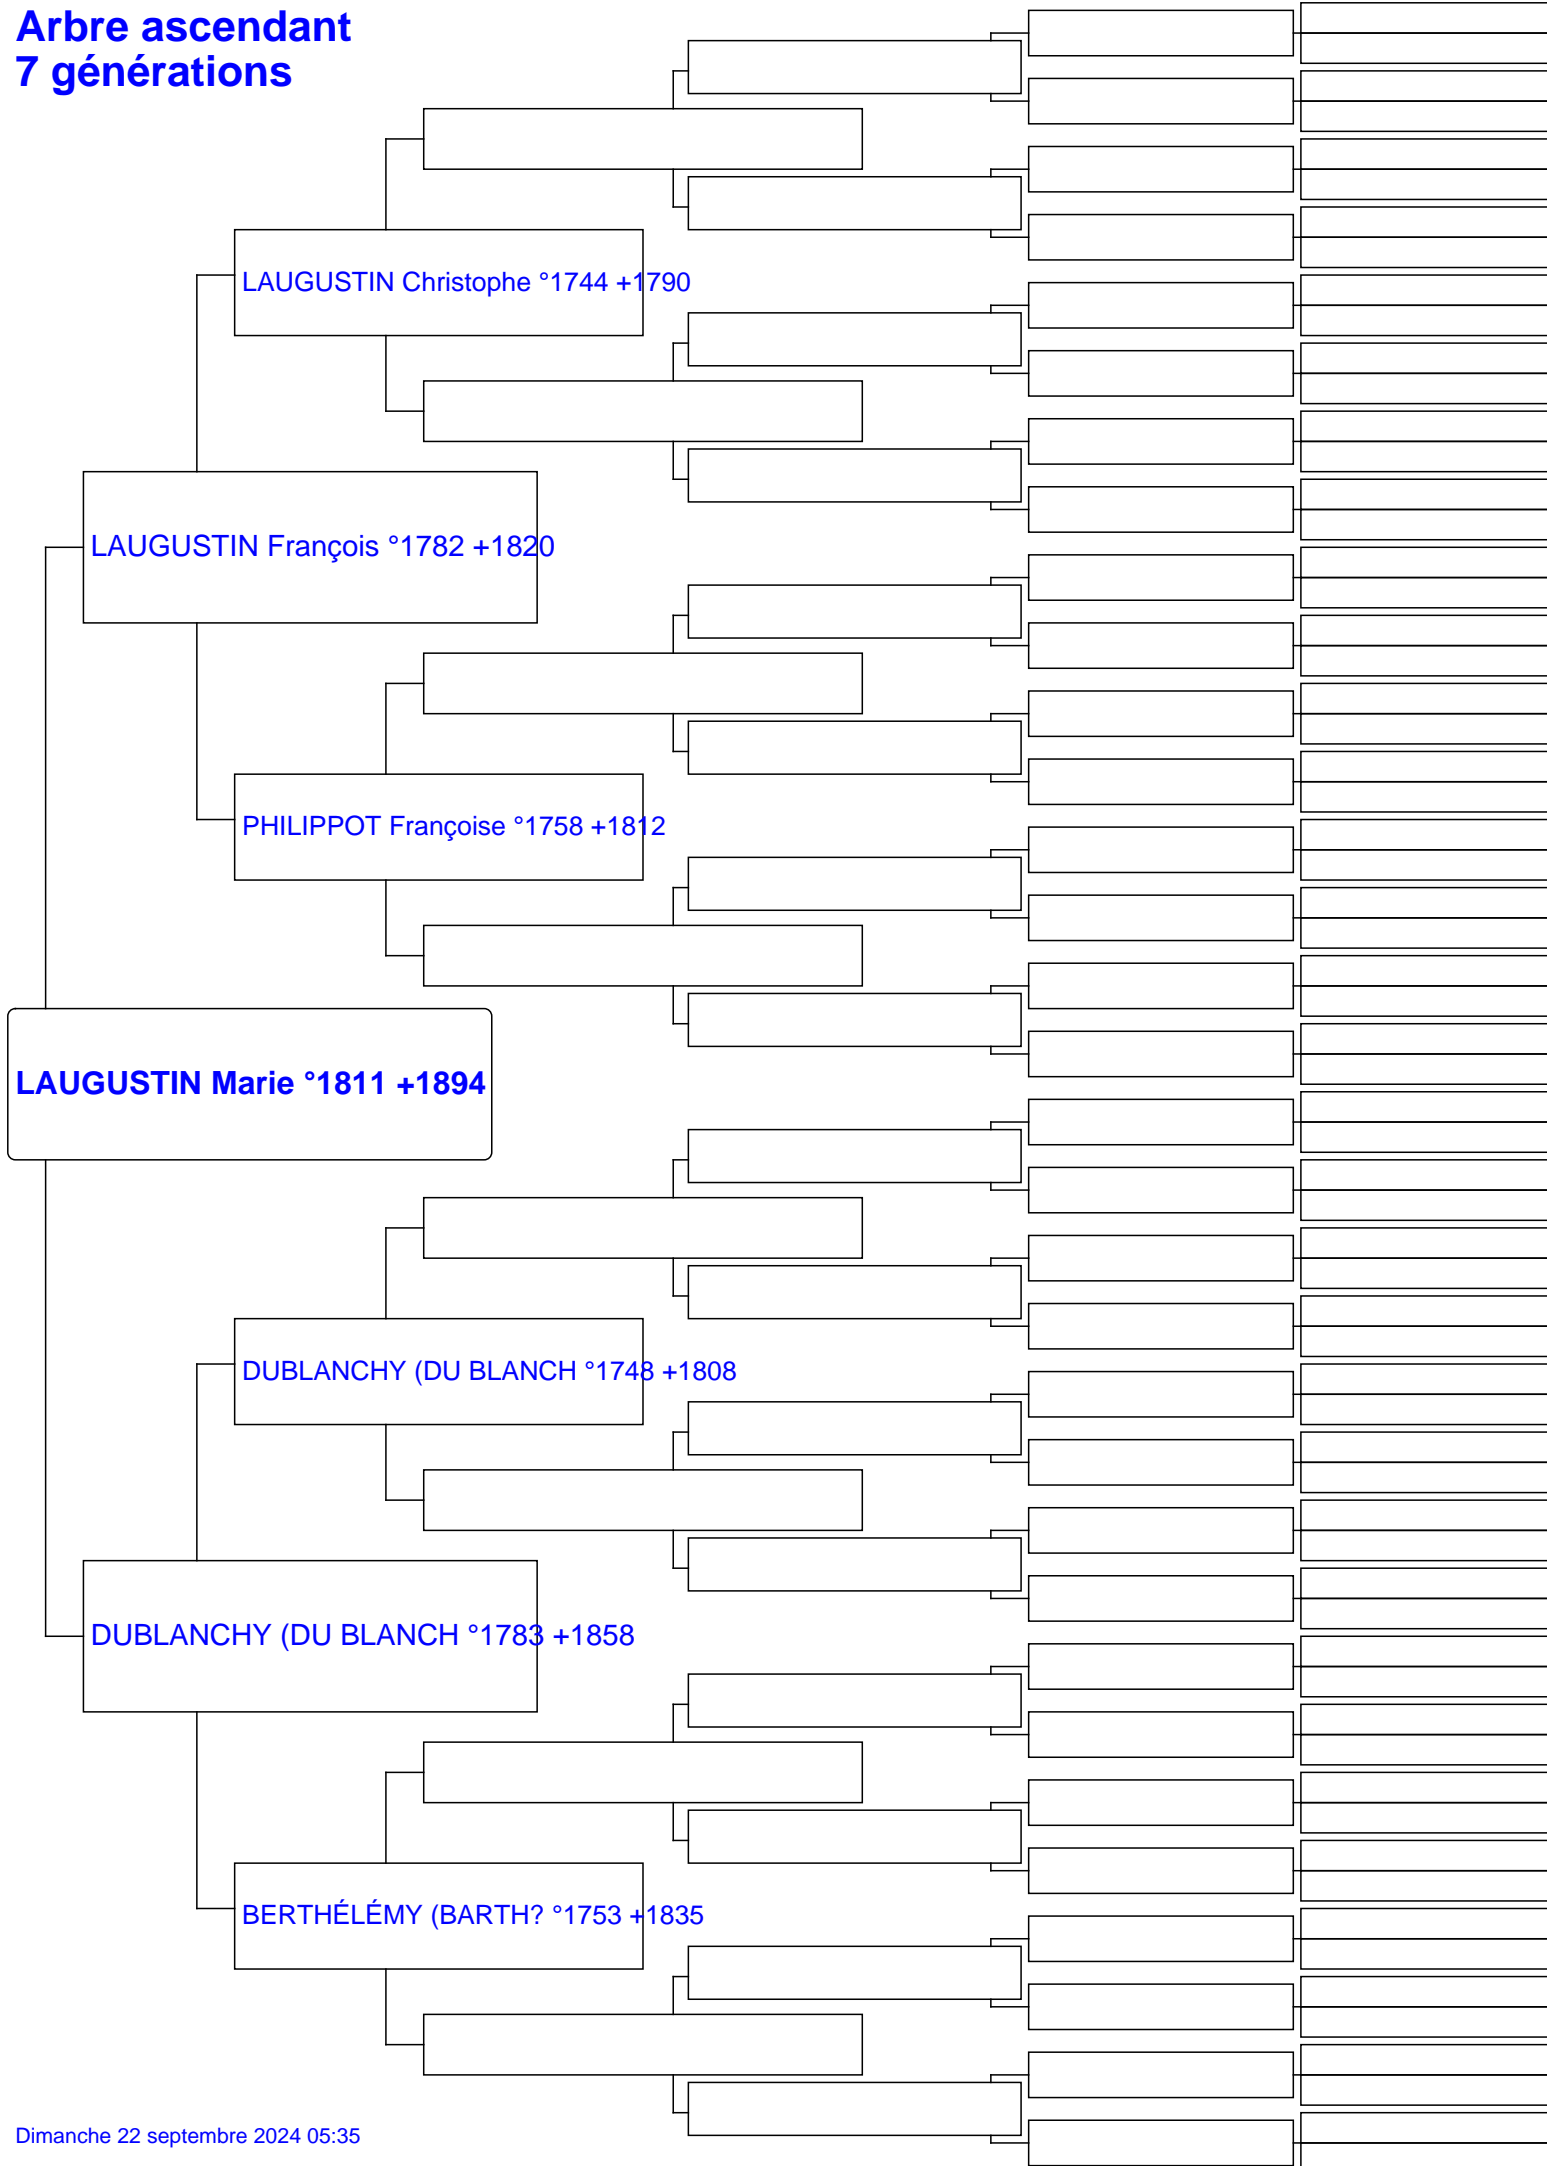 Arbre ascendant
7 générations
LAUGUSTIN Christophe °1744 +1790
LAUGUSTIN François °1782 +1820
PHILIPPOT Françoise °1758 +1812
LAUGUSTIN Marie °1811 +1894
DUBLANCHY (DU BLANCH °1748 +1808
DUBLANCHY (DU BLANCH °1783 +1858
BERTHÉLÉMY (BARTH? °1753 +1835
Dimanche 22 septembre 2024 05:35